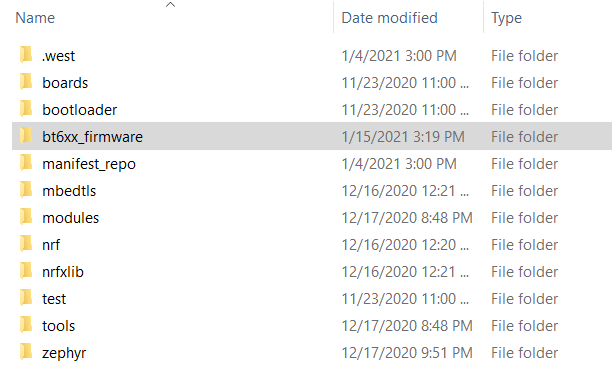 Name Date modified Type
.west 1/4/2021 3:00 PM File folder
boards 11/23/2020 11:00 ... File folder
bootloader 11/23/2020 11:00 ... File folder
bt6xx_firmware 1/15/2021 3:19 PM File folder
manifest_repo 1/4/2021 3:00 PM File folder
mbedtls 12/16/2020 12:21 ... File folder
modules 12/17/2020 8:48 PM File folder
nrf 12/16/2020 12:20 ... File folder
nrfxlib 12/16/2020 12:21 ... File folder
test 11/23/2020 11:00 ... File folder
tools 12/17/2020 8:48 PM File folder
zephyr 12/17/2020 9:51 PM File folder